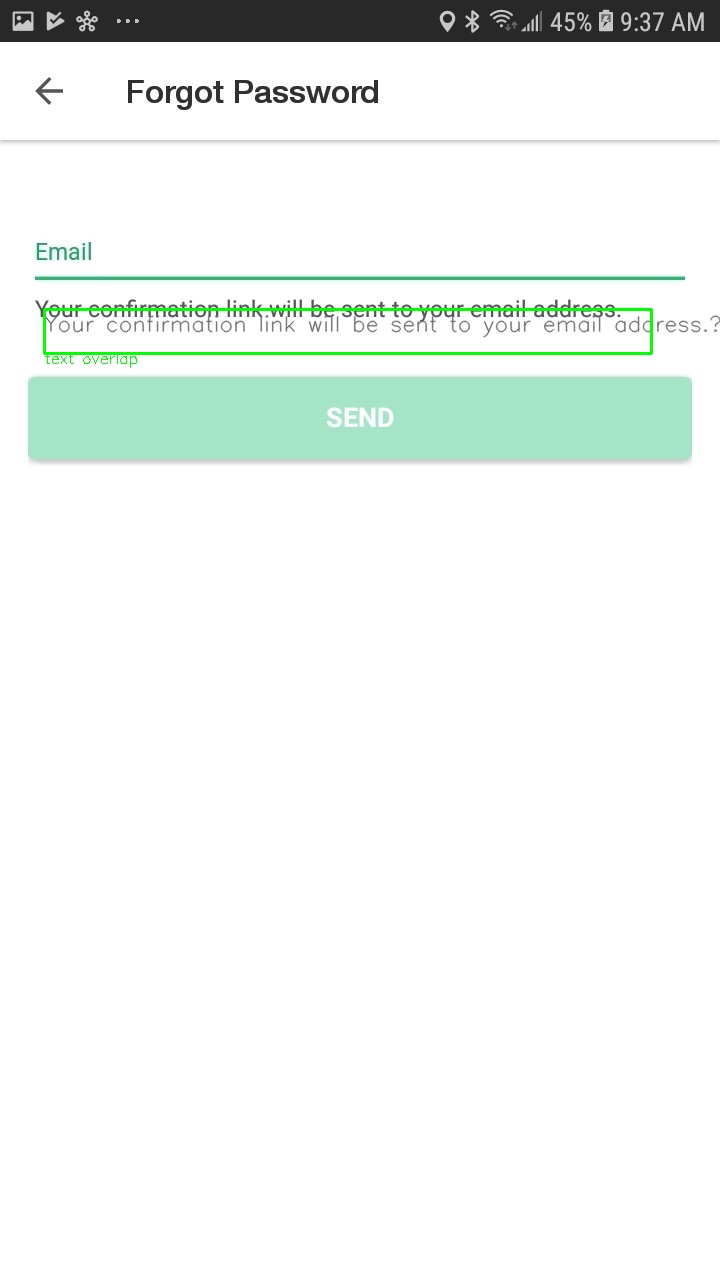 45% 9:37 AM
Forgot Password
Email
Your confirmation link will be sent to your email address.
Your confirmation link will be sent to your email address.?
text overlap
SEND